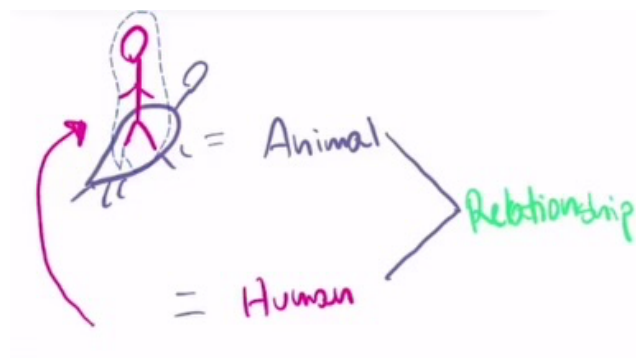 = Animal
Relationship
= Human